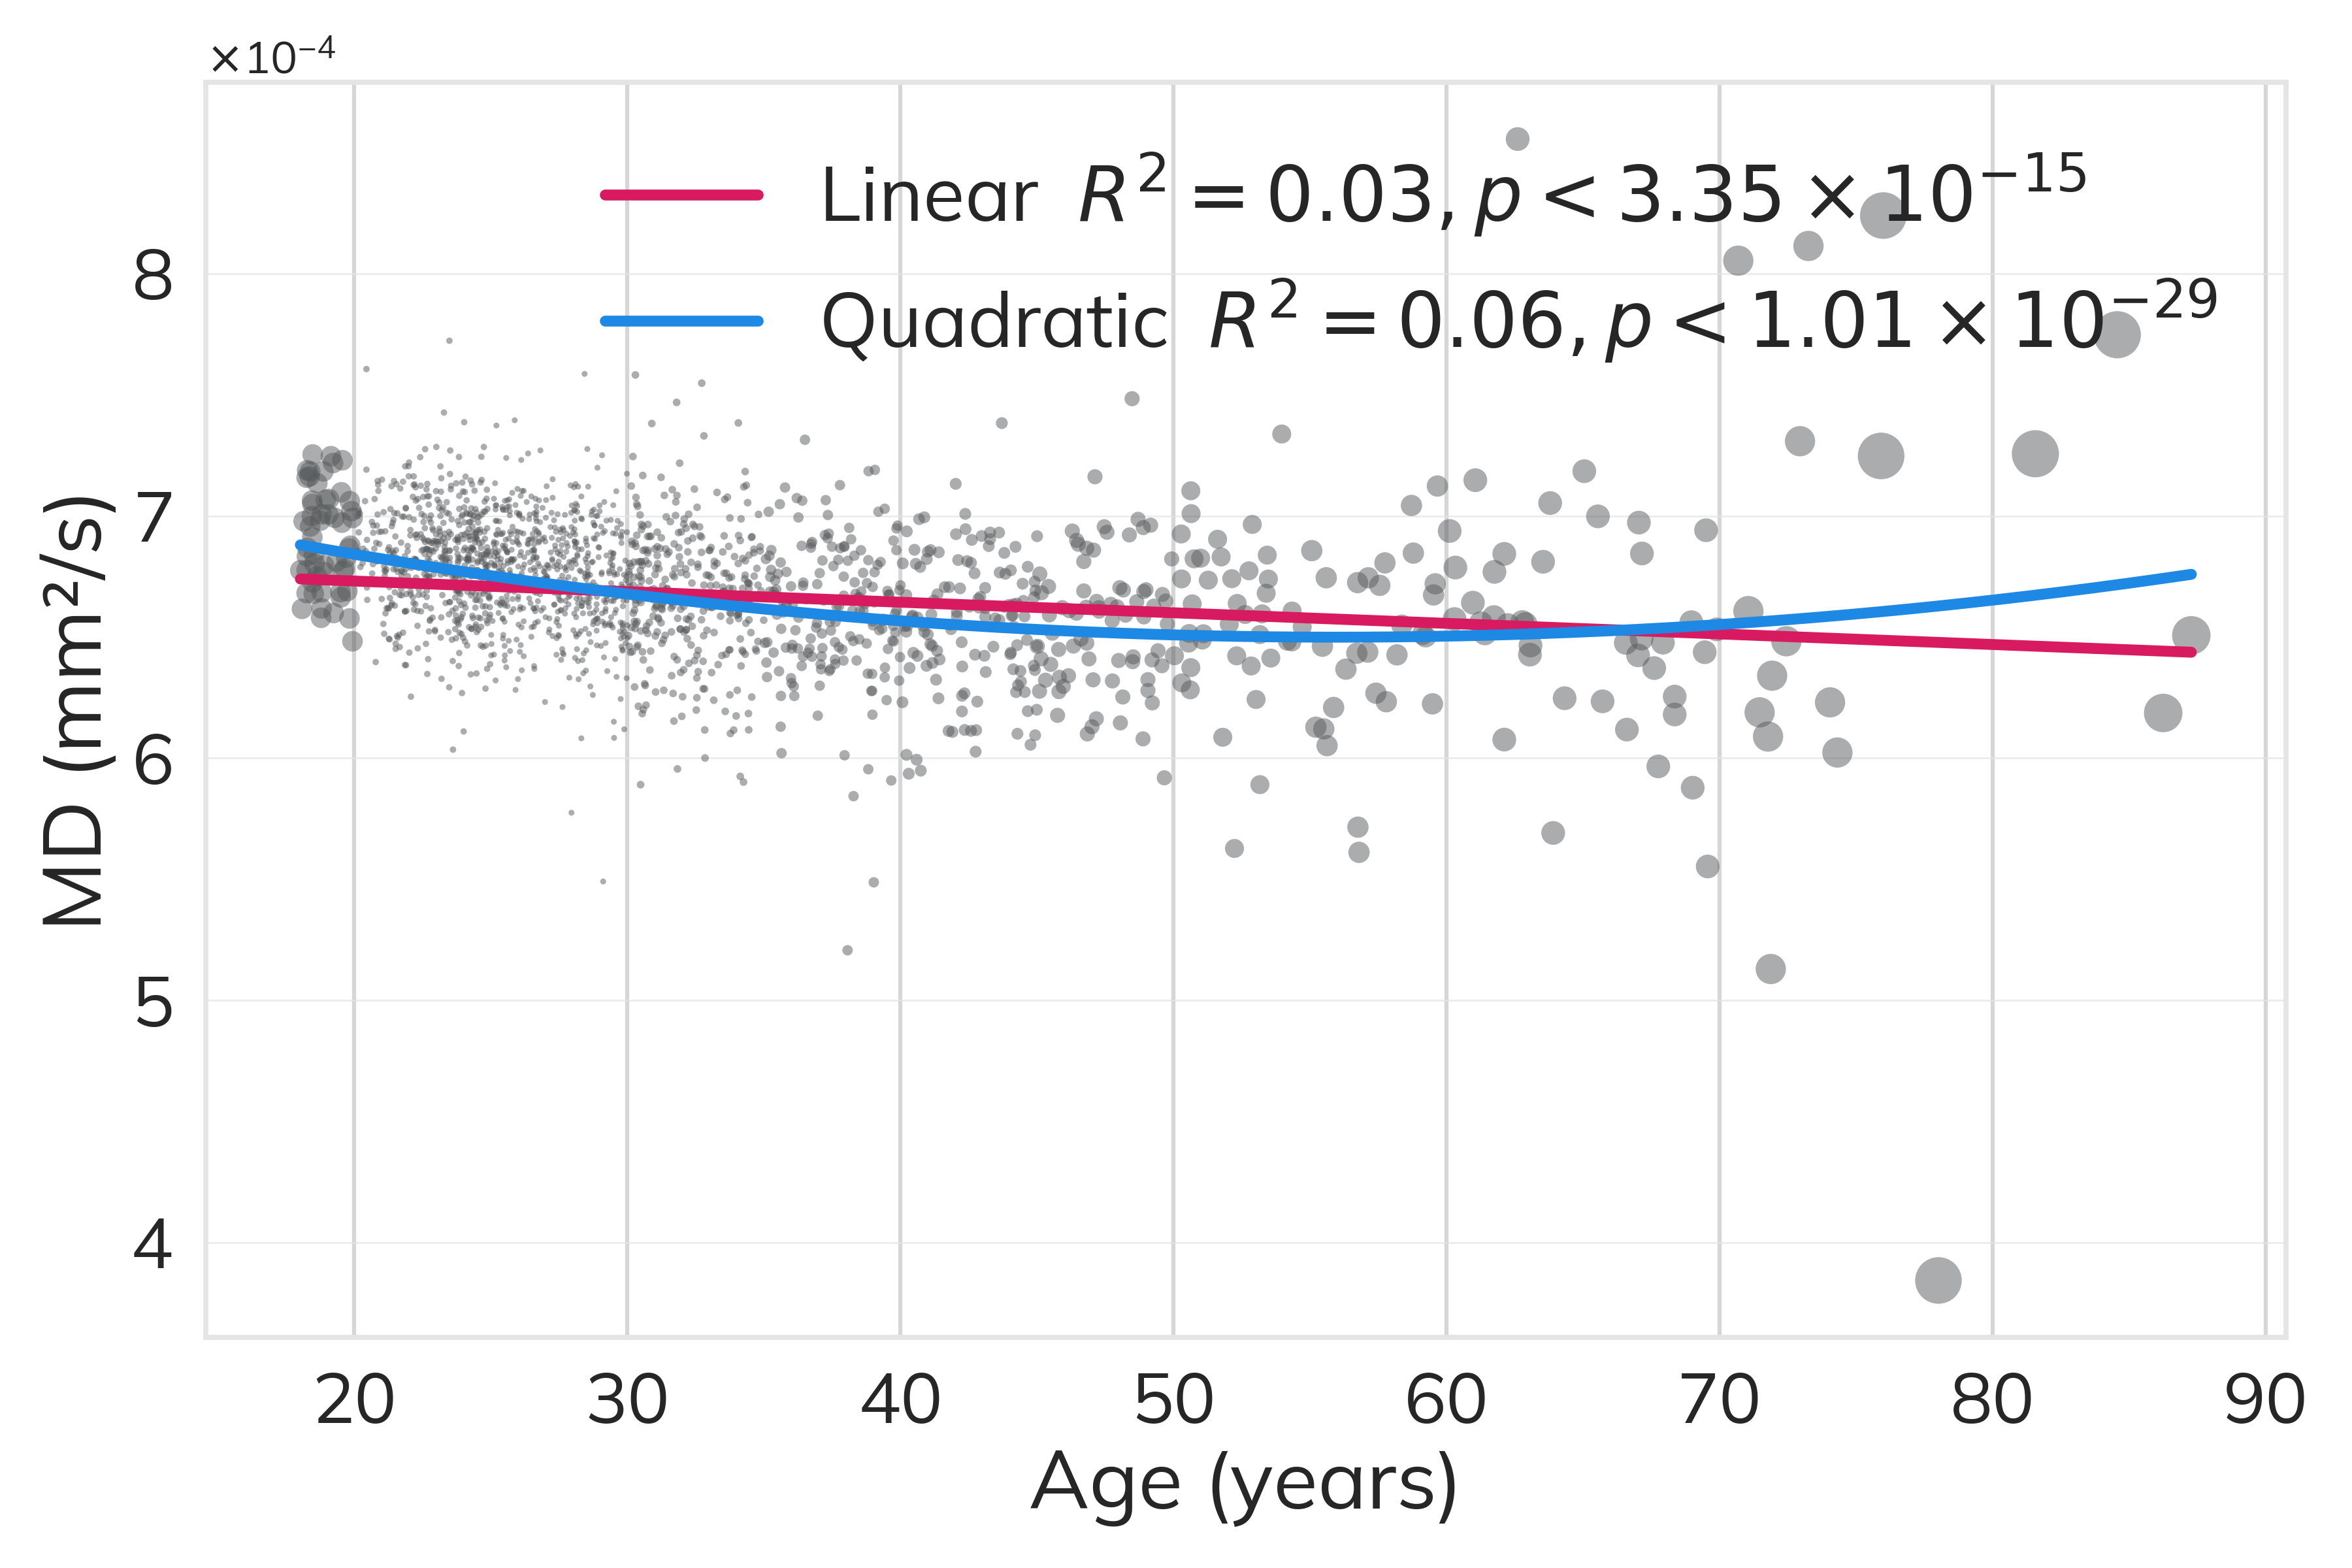 ×10⁻⁴
Linear R² = 0.03, p < 3.35 × 10⁻¹⁵
Quadratic R² = 0.06, p < 1.01 × 10⁻²⁹
8
7
6
5
4
MD (mm²/s)
20 30 40 50 60 70 80 90
Age (years)